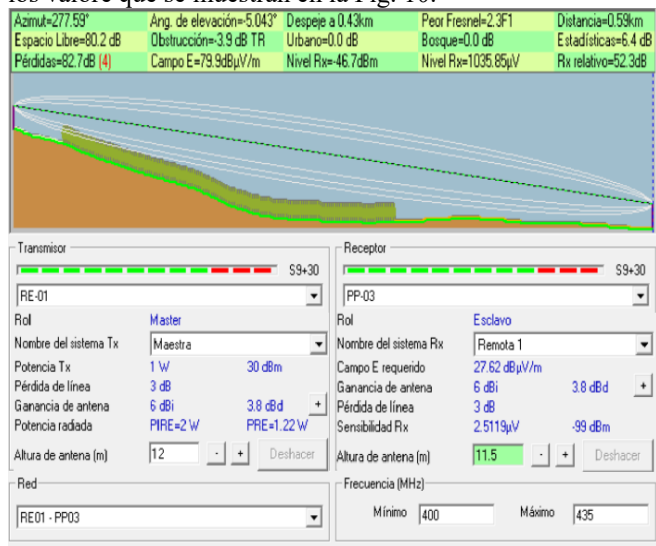 los valore que se muestran en la Fig. 10.
Azimut=277.59° Ang. de elevación=-5.043° Despeje a 0.43km Peor Fresnel=2.3F1 Distancia=0.59km
Espacio Libre=80.2 dB Obstrucción=-3.9 dB TR Urbano=0.0 dB Bosque=0.0 dB Estadísticas=6.4 dB
Pérdidas=82.7dB (4) Campo E=79.9dBµV/m Nivel Rx=-46.7dBm Nivel Rx=1035.85µV Rx relativo=52.3dB
Transmisor
S9+30
RE-01
Rol Master
Nombre del sistema Tx Maestra
Potencia Tx 1 W 30 dBm
Pérdida de línea 3 dB
Ganancia de antena 6 dBi 3.8 dBd +
Potencia radiada PIRE=2 W PRE=1.22 W
Altura de antena (m) 12 - + Deshacer
Red
RE01 - PP03
Receptor
S9+30
PP-03
Rol Esclavo
Nombre del sistema Rx Remota 1
Campo E requerido 27.62 dBµV/m
Ganancia de antena 6 dBi 3.8 dBd +
Pérdida de línea 3 dB
Sensibilidad Rx 2.5119µV -99 dBm
Altura de antena (m) 11.5 - + Deshacer
Frecuencia (MHz)
Mínimo 400 Máximo 435